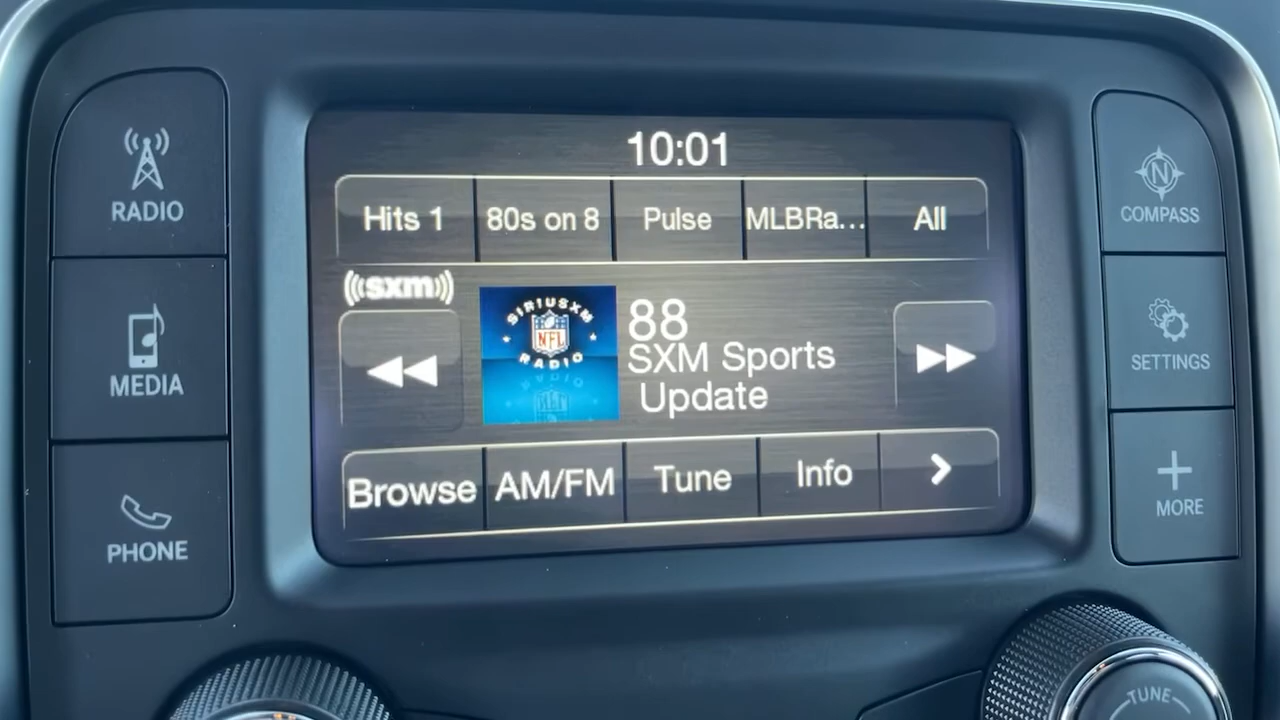 10:01
Hits 1
80s on 8
Pulse
MLBRa...
All
((sxm))
SIRIUSXM
NFL
RADIO
88
SXM Sports
Update
Browse
AM/FM
Tune
Info
RADIO
MEDIA
PHONE
N
COMPASS
SETTINGS
MORE
TUNE